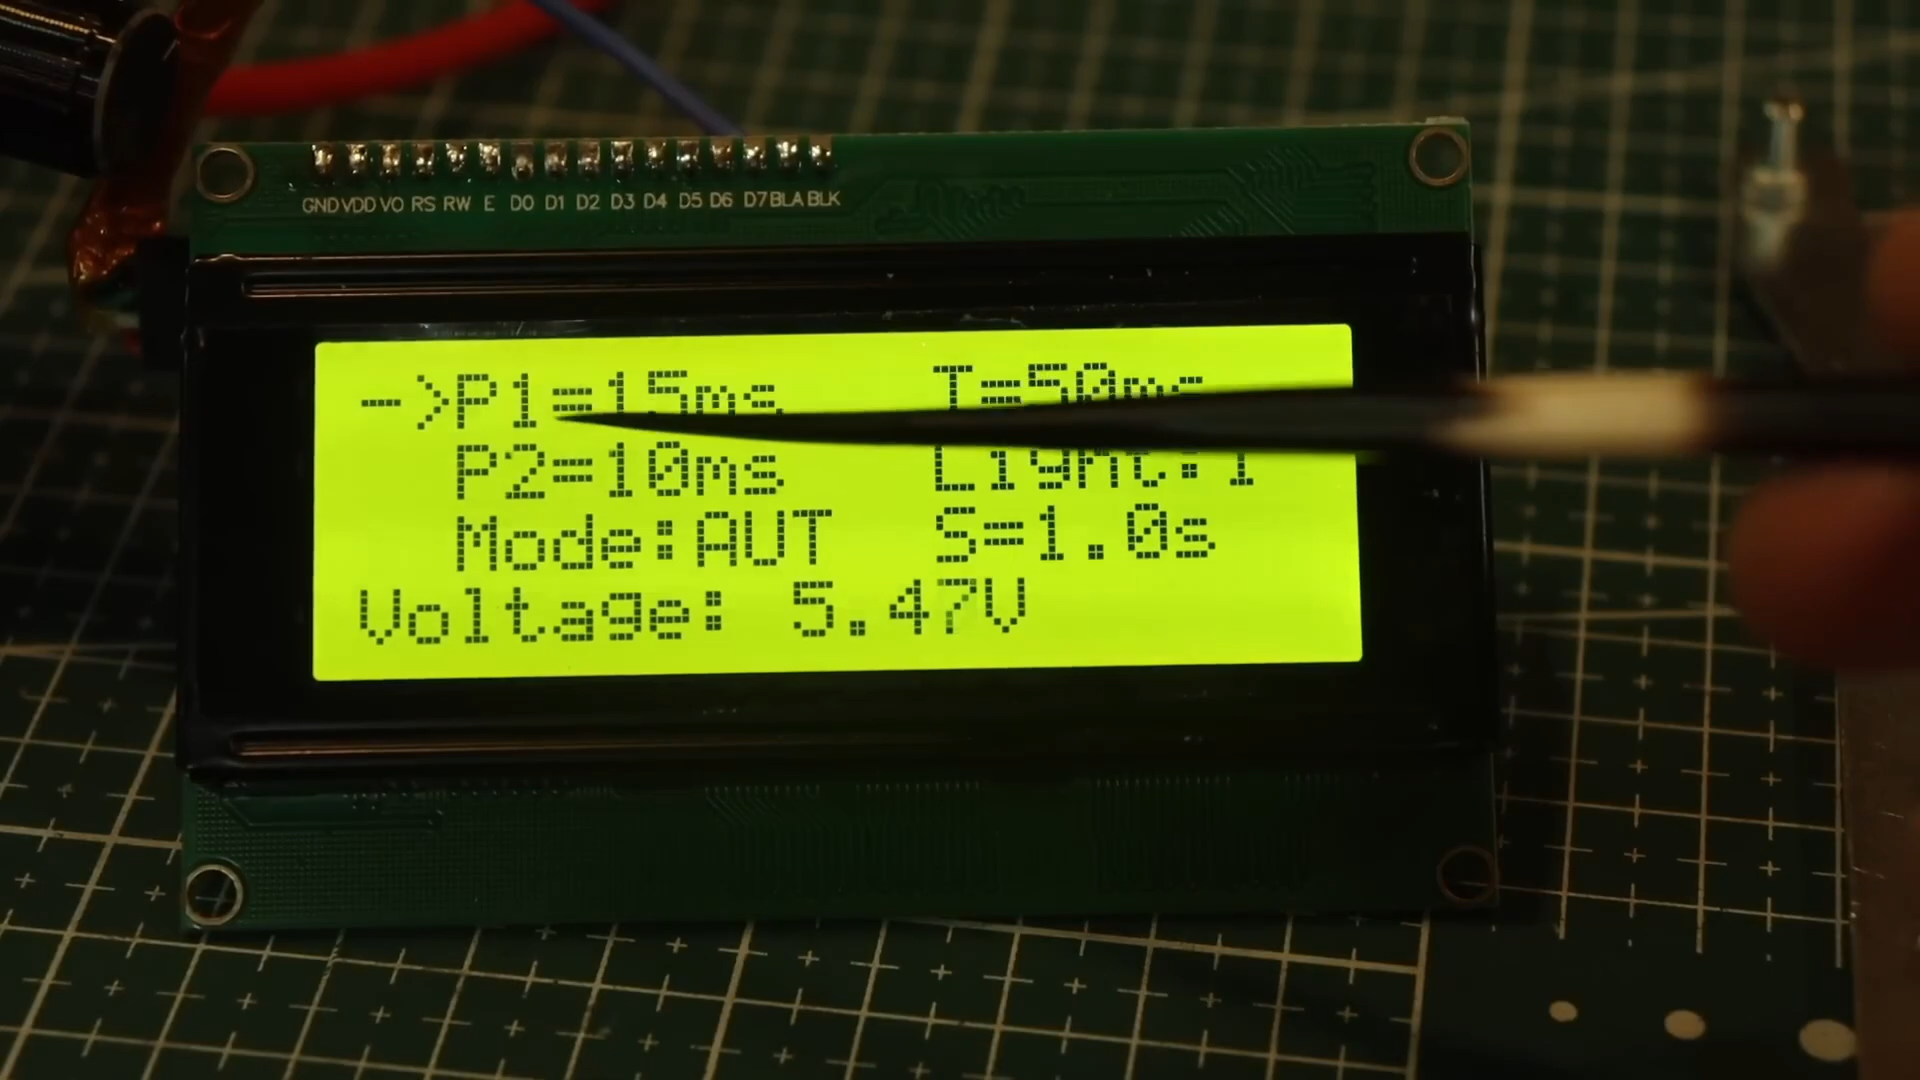 GND VDD VO RS RW E D0 D1 D2 D3 D4 D5 D6 D7 BLA BLK
->P1=15ms T=50ms
P2=10ms Light:1
Mode:AUT S=1.0s
Voltage: 5.47V